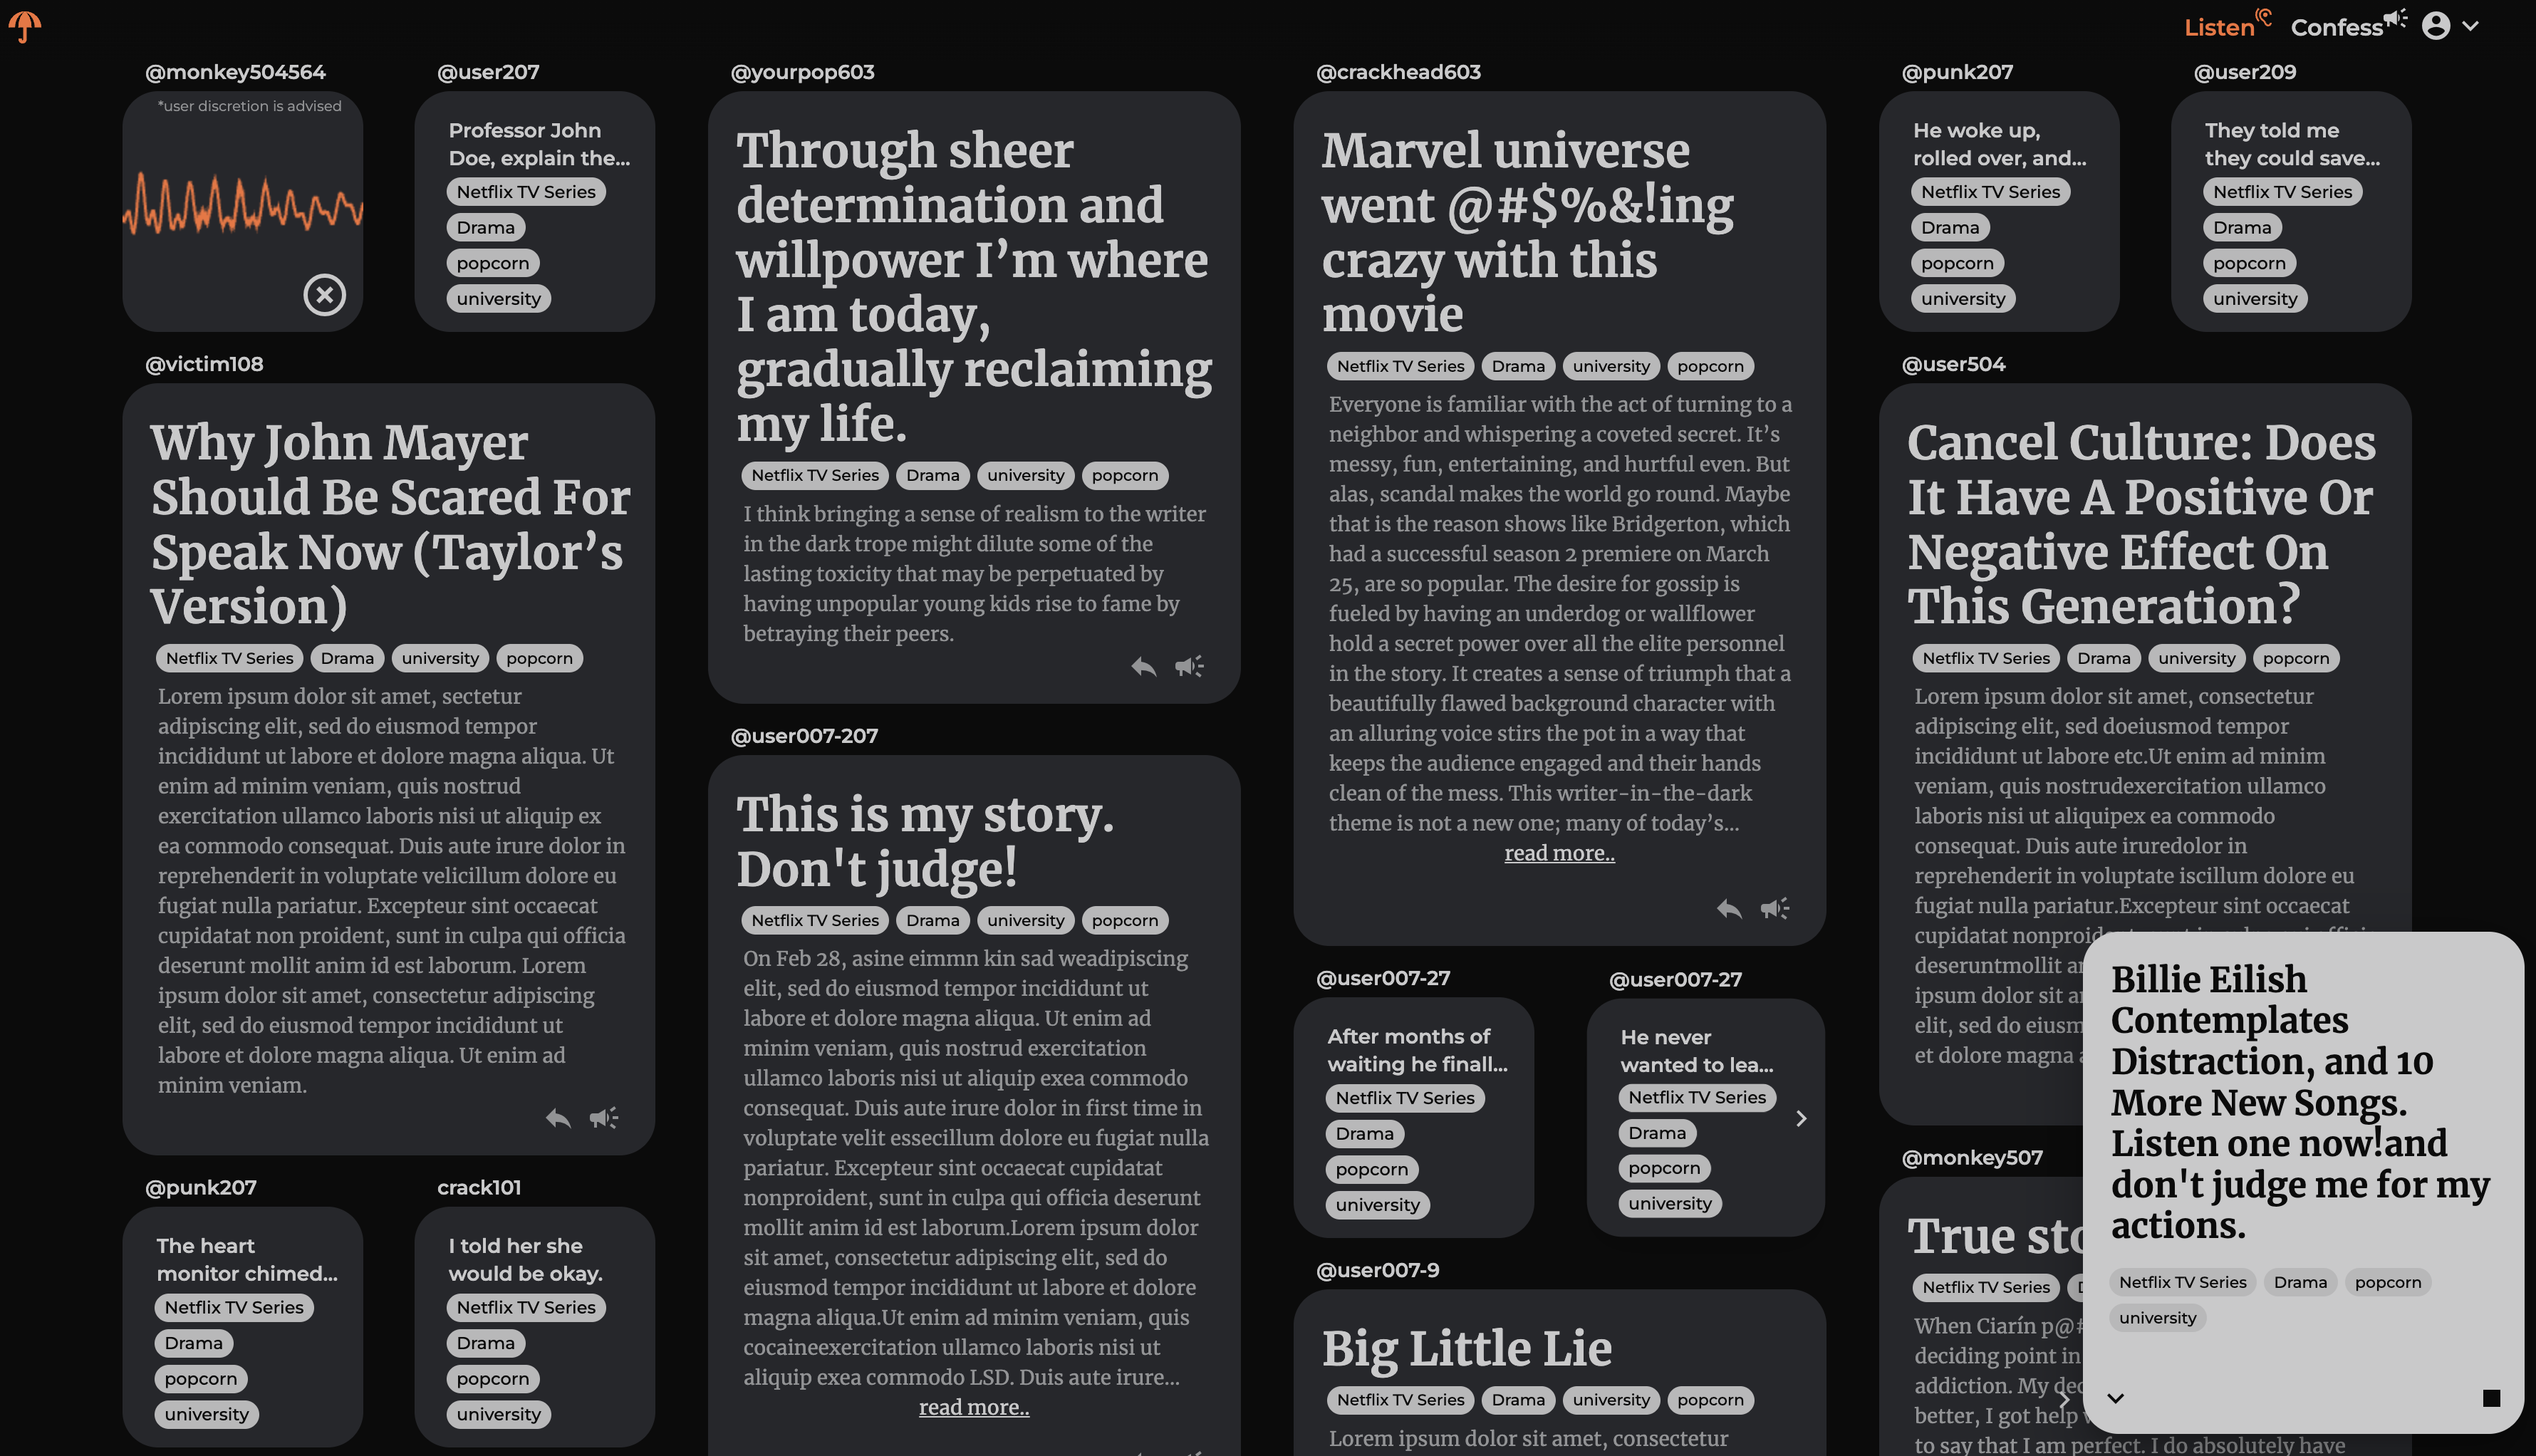 Listen
Confess
@monkey504564
*user discretion is advised
@user207
Professor John
Doe, explain the...
Netflix TV Series
Drama
popcorn
university
@victim108
Why John Mayer
Should Be Scared For
Speak Now (Taylor’s
Version)
Netflix TV Series
Drama
university
popcorn
Lorem ipsum dolor sit amet, sectetur
adipiscing elit, sed do eiusmod tempor
incididunt ut labore et dolore magna aliqua. Ut
enim ad minim veniam, quis nostrud
exercitation ullamco laboris nisi ut aliquip ex
ea commodo consequat. Duis aute irure dolor in
reprehenderit in voluptate velicillum dolore eu
fugiat nulla pariatur. Excepteur sint occaecat
cupidatat non proident, sunt in culpa qui officia
deserunt mollit anim id est laborum. Lorem
ipsum dolor sit amet, consectetur adipiscing
elit, sed do eiusmod tempor incididunt ut
labore et dolore magna aliqua. Ut enim ad
minim veniam.
@punk207
The heart
monitor chimed...
Netflix TV Series
Drama
popcorn
university
crack101
I told her she
would be okay.
Netflix TV Series
Drama
popcorn
university
@yourpop603
Through sheer
determination and
willpower I’m where
I am today,
gradually reclaiming
my life.
Netflix TV Series
Drama
university
popcorn
I think bringing a sense of realism to the writer
in the dark trope might dilute some of the
lasting toxicity that may be perpetuated by
having unpopular young kids rise to fame by
betraying their peers.
@user007-207
This is my story.
Don't judge!
Netflix TV Series
Drama
university
popcorn
On Feb 28, asine eimmn kin sad weadipiscing
elit, sed do eiusmod tempor incididunt ut
labore et dolore magna aliqua. Ut enim ad
minim veniam, quis nostrud exercitation
ullamco laboris nisi ut aliquip exea commodo
consequat. Duis aute irure dolor in first time in
voluptate velit essecillum dolore eu fugiat nulla
pariatur. Excepteur sint occaecat cupidatat
nonproident, sunt in culpa qui officia deserunt
mollit anim id est laborum.Lorem ipsum dolor
sit amet, consectetur adipiscing elit, sed do
eiusmod tempor incididunt ut labore et dolore
magna aliqua.Ut enim ad minim veniam, quis
cocaineexercitation ullamco laboris nisi ut
aliquip exea commodo LSD. Duis aute irure...
read more..
@crackhead603
Marvel universe
went @#$%&!ing
crazy with this
movie
Netflix TV Series
Drama
university
popcorn
Everyone is familiar with the act of turning to a
neighbor and whispering a coveted secret. It’s
messy, fun, entertaining, and hurtful even. But
alas, scandal makes the world go round. Maybe
that is the reason shows like Bridgerton, which
had a successful season 2 premiere on March
25, are so popular. The desire for gossip is
fueled by having an underdog or wallflower
hold a secret power over all the elite personnel
in the story. It creates a sense of triumph that a
beautifully flawed background character with
an alluring voice stirs the pot in a way that
keeps the audience engaged and their hands
clean of the mess. This writer-in-the-dark
theme is not a new one; many of today’s...
read more..
@user007-27
After months of
waiting he finall...
Netflix TV Series
Drama
popcorn
university
@user007-27
He never
wanted to lea...
Netflix TV Series
Drama
popcorn
university
@user007-9
Big Little Lie
Netflix TV Series
Drama
university
popcorn
Lorem ipsum dolor sit amet, consectetur
@punk207
He woke up,
rolled over, and...
Netflix TV Series
Drama
popcorn
university
@user209
They told me
they could save...
Netflix TV Series
Drama
popcorn
university
@user504
Cancel Culture: Does
It Have A Positive Or
Negative Effect On
This Generation?
Netflix TV Series
Drama
university
popcorn
Lorem ipsum dolor sit amet, consectetur
adipiscing elit, sed doeiusmod tempor
incididunt ut labore etc.Ut enim ad minim
veniam, quis nostrudexercitation ullamco
laboris nisi ut aliquipex ea commodo
consequat. Duis aute iruredolor in
reprehenderit in voluptate iscillum dolore eu
fugiat nulla pariatur.Excepteur sint occaecat
cupidatat
deseruntmollit
ipsum dolor sit
elit, sed do
et dolore magna
@monkey507
True
Netflix TV Series
When Ciarín
deciding point in
addiction. My
better, I got help
to say that I am perfect. I do absolutely have
Billie Eilish
Contemplates
Distraction, and 10
More New Songs.
Listen one now!and
don't judge me for my
actions.
Netflix TV Series
Drama
popcorn
university